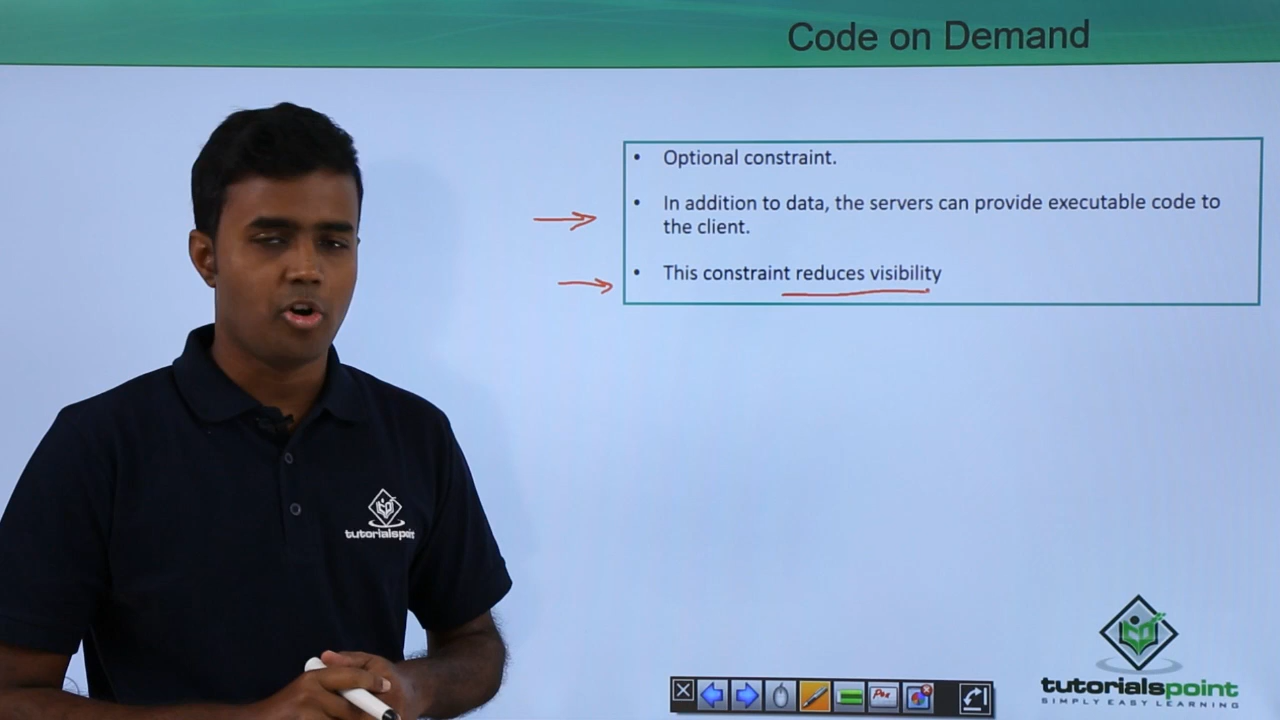 Code on Demand
• Optional constraint.
• In addition to data, the servers can provide executable code to
the client.
• This constraint reduces visibility
tutorialspoint
tutorialspoint
SIMPLY EASY LEARNING
Pen